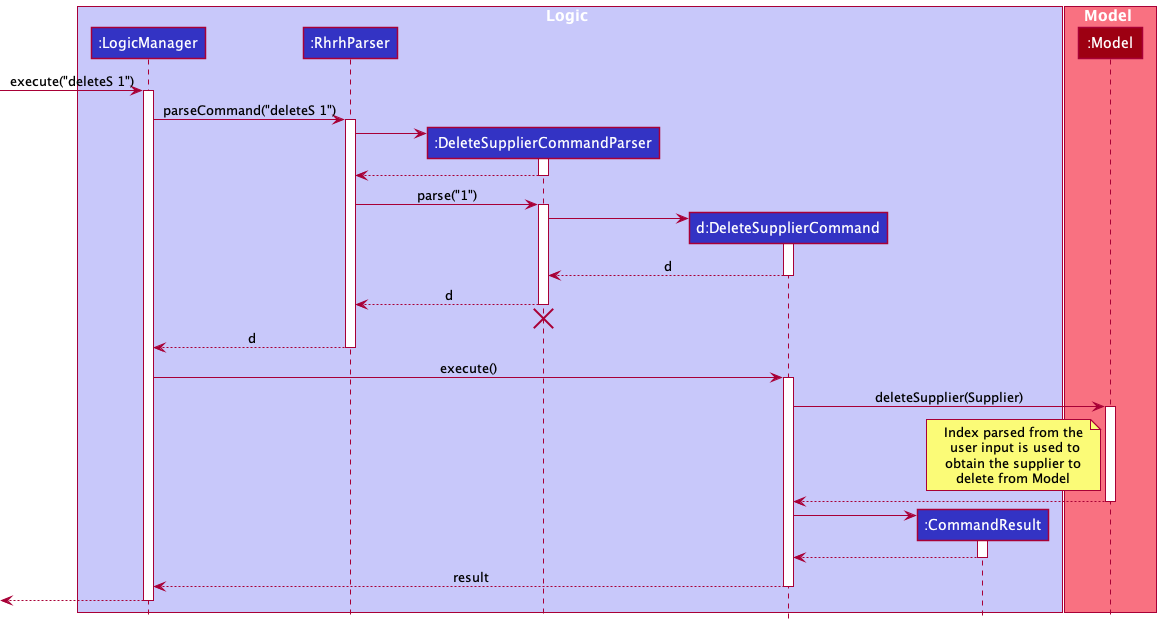 Logic
Model
:LogicManager
:RhrhParser
:Model
execute("deleteS 1")
parseCommand("deleteS 1")
:DeleteSupplierCommandParser
parse("1")
d:DeleteSupplierCommand
d
d
d
execute()
deleteSupplier(Supplier)
Index parsed from the
user input is used to
obtain the supplier to
delete from Model
:CommandResult
result